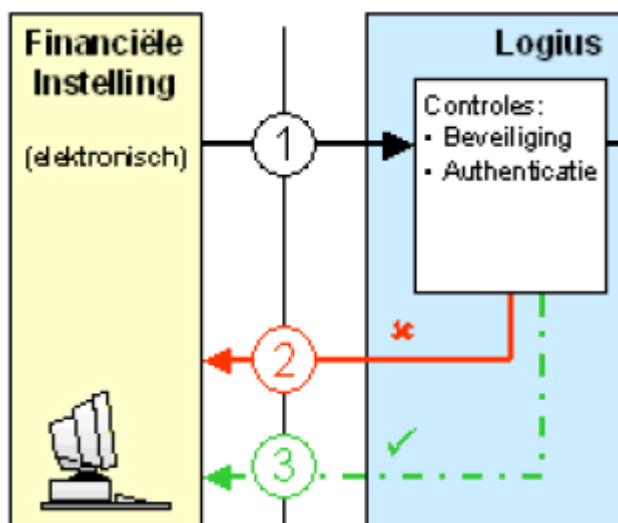 Financiële
Instelling
(elektronisch)
1
Logius
Controles:
• Beveiliging
• Authenticatie
2
3